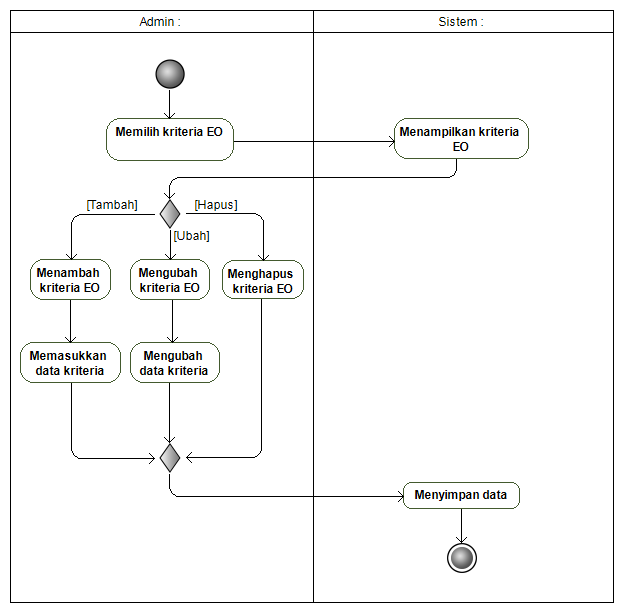 Admin :
Sistem :
Memilih kriteria EO
Menampilkan kriteria
EO
[Tambah]
[Hapus]
[Ubah]
Menambah
kriteria EO
Mengubah
kriteria EO
Menghapus
kriteria EO
Memasukkan
data kriteria
Mengubah
data kriteria
Menyimpan data